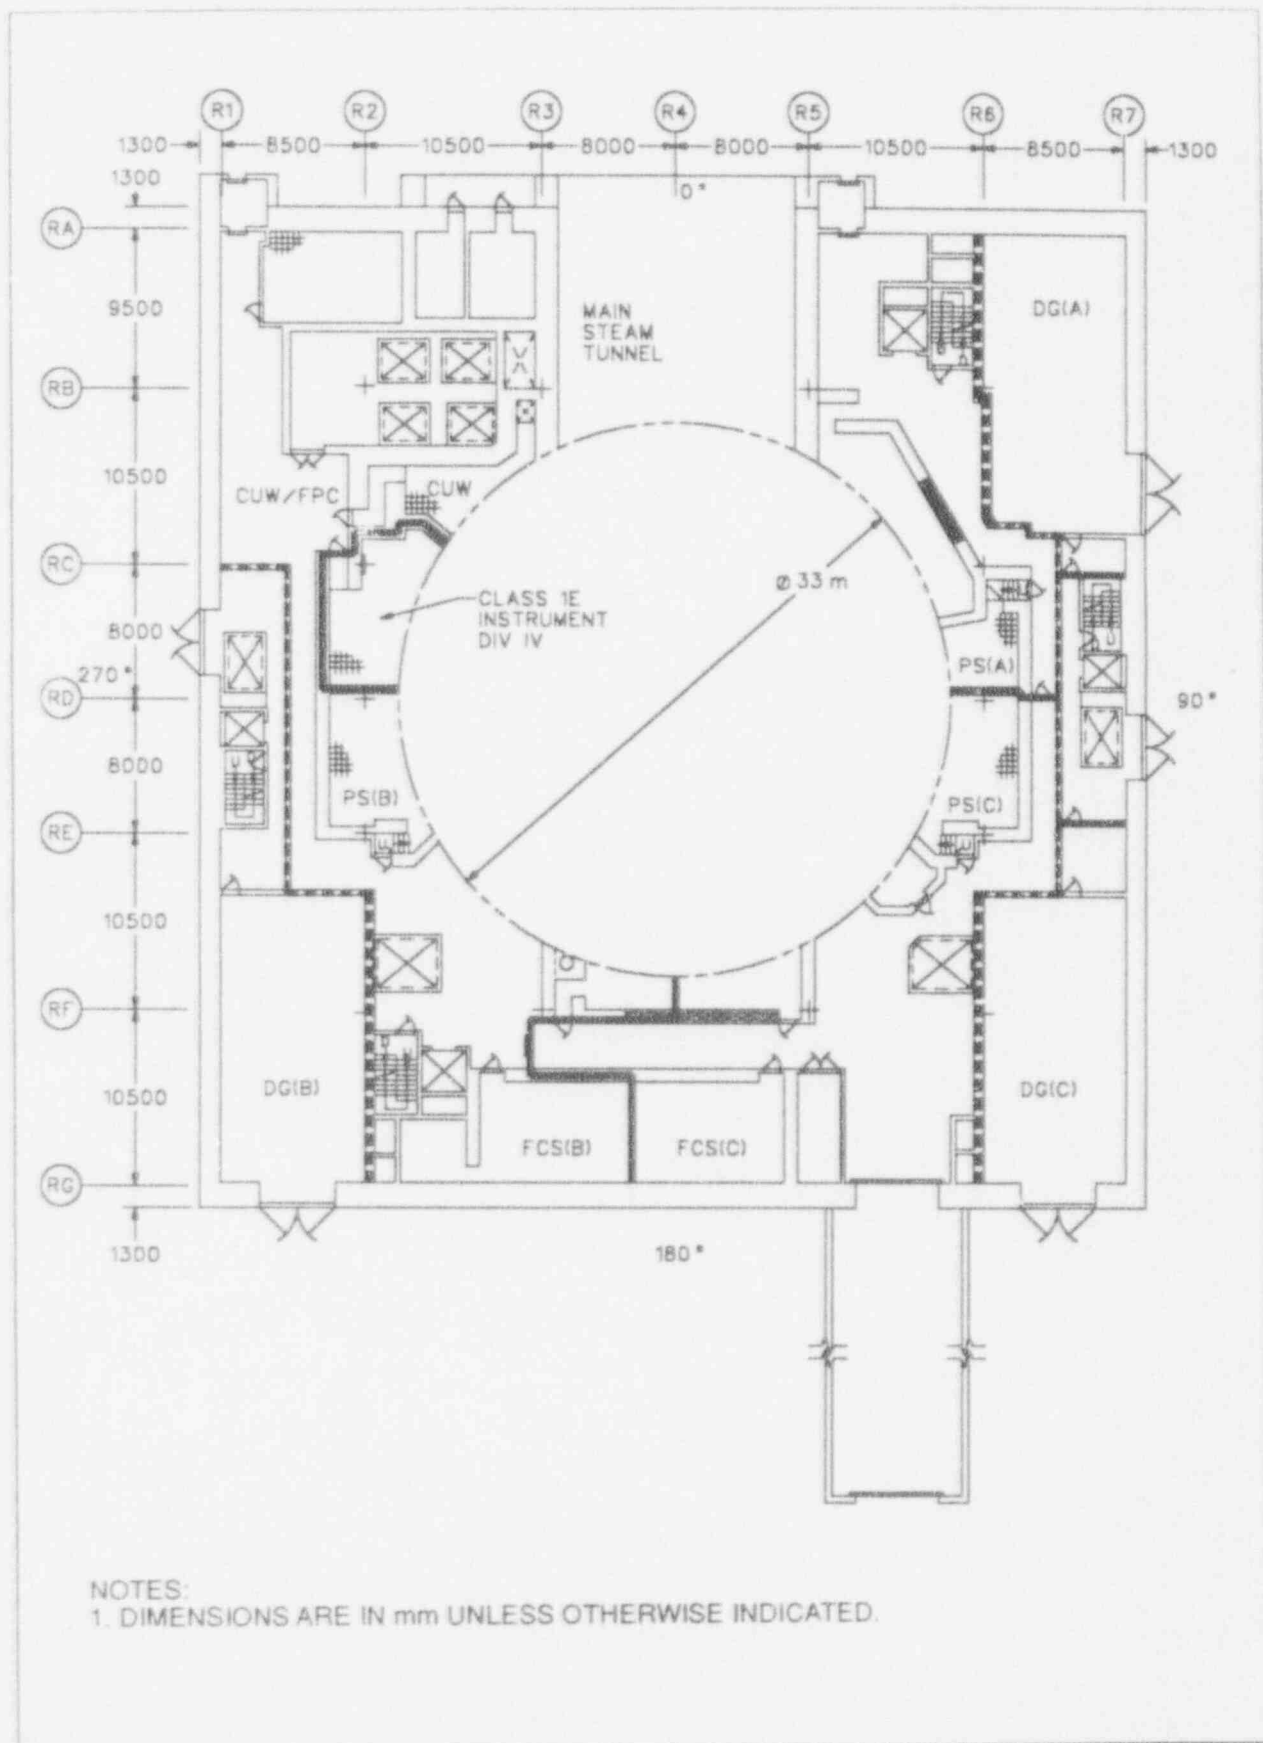 R1 R2 R3 R4 R5 R6 R7
1300 8500 10500 8000 8000 10500 8500 1300
1300
0°
RA
9500
MAIN
STEAM
TUNNEL
DG(A)
RB
10500
CUW/FPC
CUW
RC
Ø 33 m
CLASS 1E
INSTRUMENT
DIV IV
8000
270°
PS(A)
RD
90°
8000
PS(B)
PS(C)
RE
10500
RF
10500
DG(B)
DG(C)
FCS(B)
FCS(C)
RG
1300
180°
NOTES:
1. DIMENSIONS ARE IN mm UNLESS OTHERWISE INDICATED.